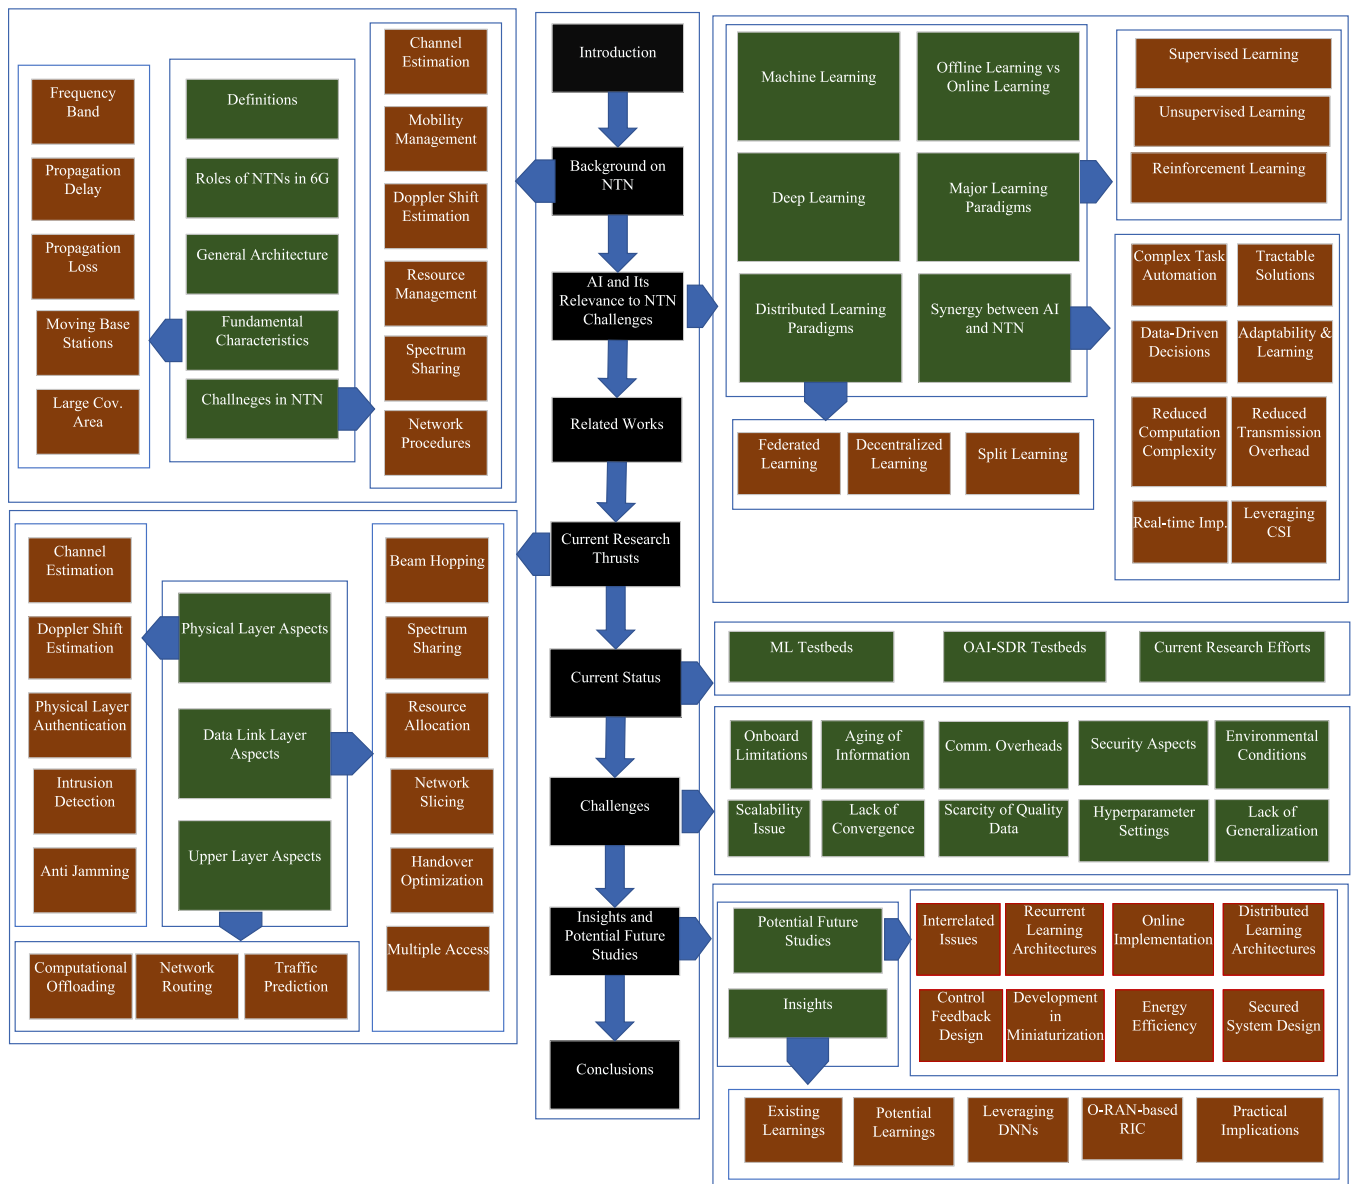 Introduction
Background on
NTN
AI and Its
Relevance to NTN
Challenges
Related Works
Current Research
Thrusts
Current Status
Challenges
Insights and
Potential Future
Studies
Conclusions
Frequency
Band
Propagation
Delay
Propagation
Loss
Moving Base
Stations
Large Cov.
Area
Definitions
Roles of NTNs in 6G
General Architecture
Fundamental
Characteristics
Challneges in NTN
Channel
Estimation
Mobility
Management
Doppler Shift
Estimation
Resource
Management
Spectrum
Sharing
Network
Procedures
Machine Learning
Offline Learning vs
Online Learning
Deep Learning
Major Learning
Paradigms
Distributed Learning
Paradigms
Synergy between AI
and NTN
Supervised Learning
Unsupervised Learning
Reinforcement Learning
Complex Task
Automation
Tractable
Solutions
Data-Driven
Decisions
Adaptability &
Learning
Reduced
Computation
Complexity
Reduced
Transmission
Overhead
Real-time Imp.
Leveraging
CSI
Federated
Learning
Decentralized
Learning
Split Learning
Channel
Estimation
Doppler Shift
Estimation
Physical Layer
Authentication
Intrusion
Detection
Anti Jamming
Physical Layer Aspects
Data Link Layer
Aspects
Upper Layer Aspects
Beam Hopping
Spectrum
Sharing
Resource
Allocation
Network
Slicing
Handover
Optimization
Multiple Access
Computational
Offloading
Network
Routing
Traffic
Prediction
ML Testbeds
OAI-SDR Testbeds
Current Research Efforts
Onboard
Limitations
Aging of
Information
Comm. Overheads
Security Aspects
Environmental
Conditions
Scalability
Issue
Lack of
Convergence
Scarcity of Quality
Data
Hyperparameter
Settings
Lack of
Generalization
Potential Future
Studies
Insights
Interrelated
Issues
Recurrent
Learning
Architectures
Online
Implementation
Distributed
Learning
Architectures
Control
Feedback
Design
Development
in
Miniaturization
Energy
Efficiency
Secured
System Design
Existing
Learnings
Potential
Learnings
Leveraging
DNNs
O-RAN-based
RIC
Practical
Implications